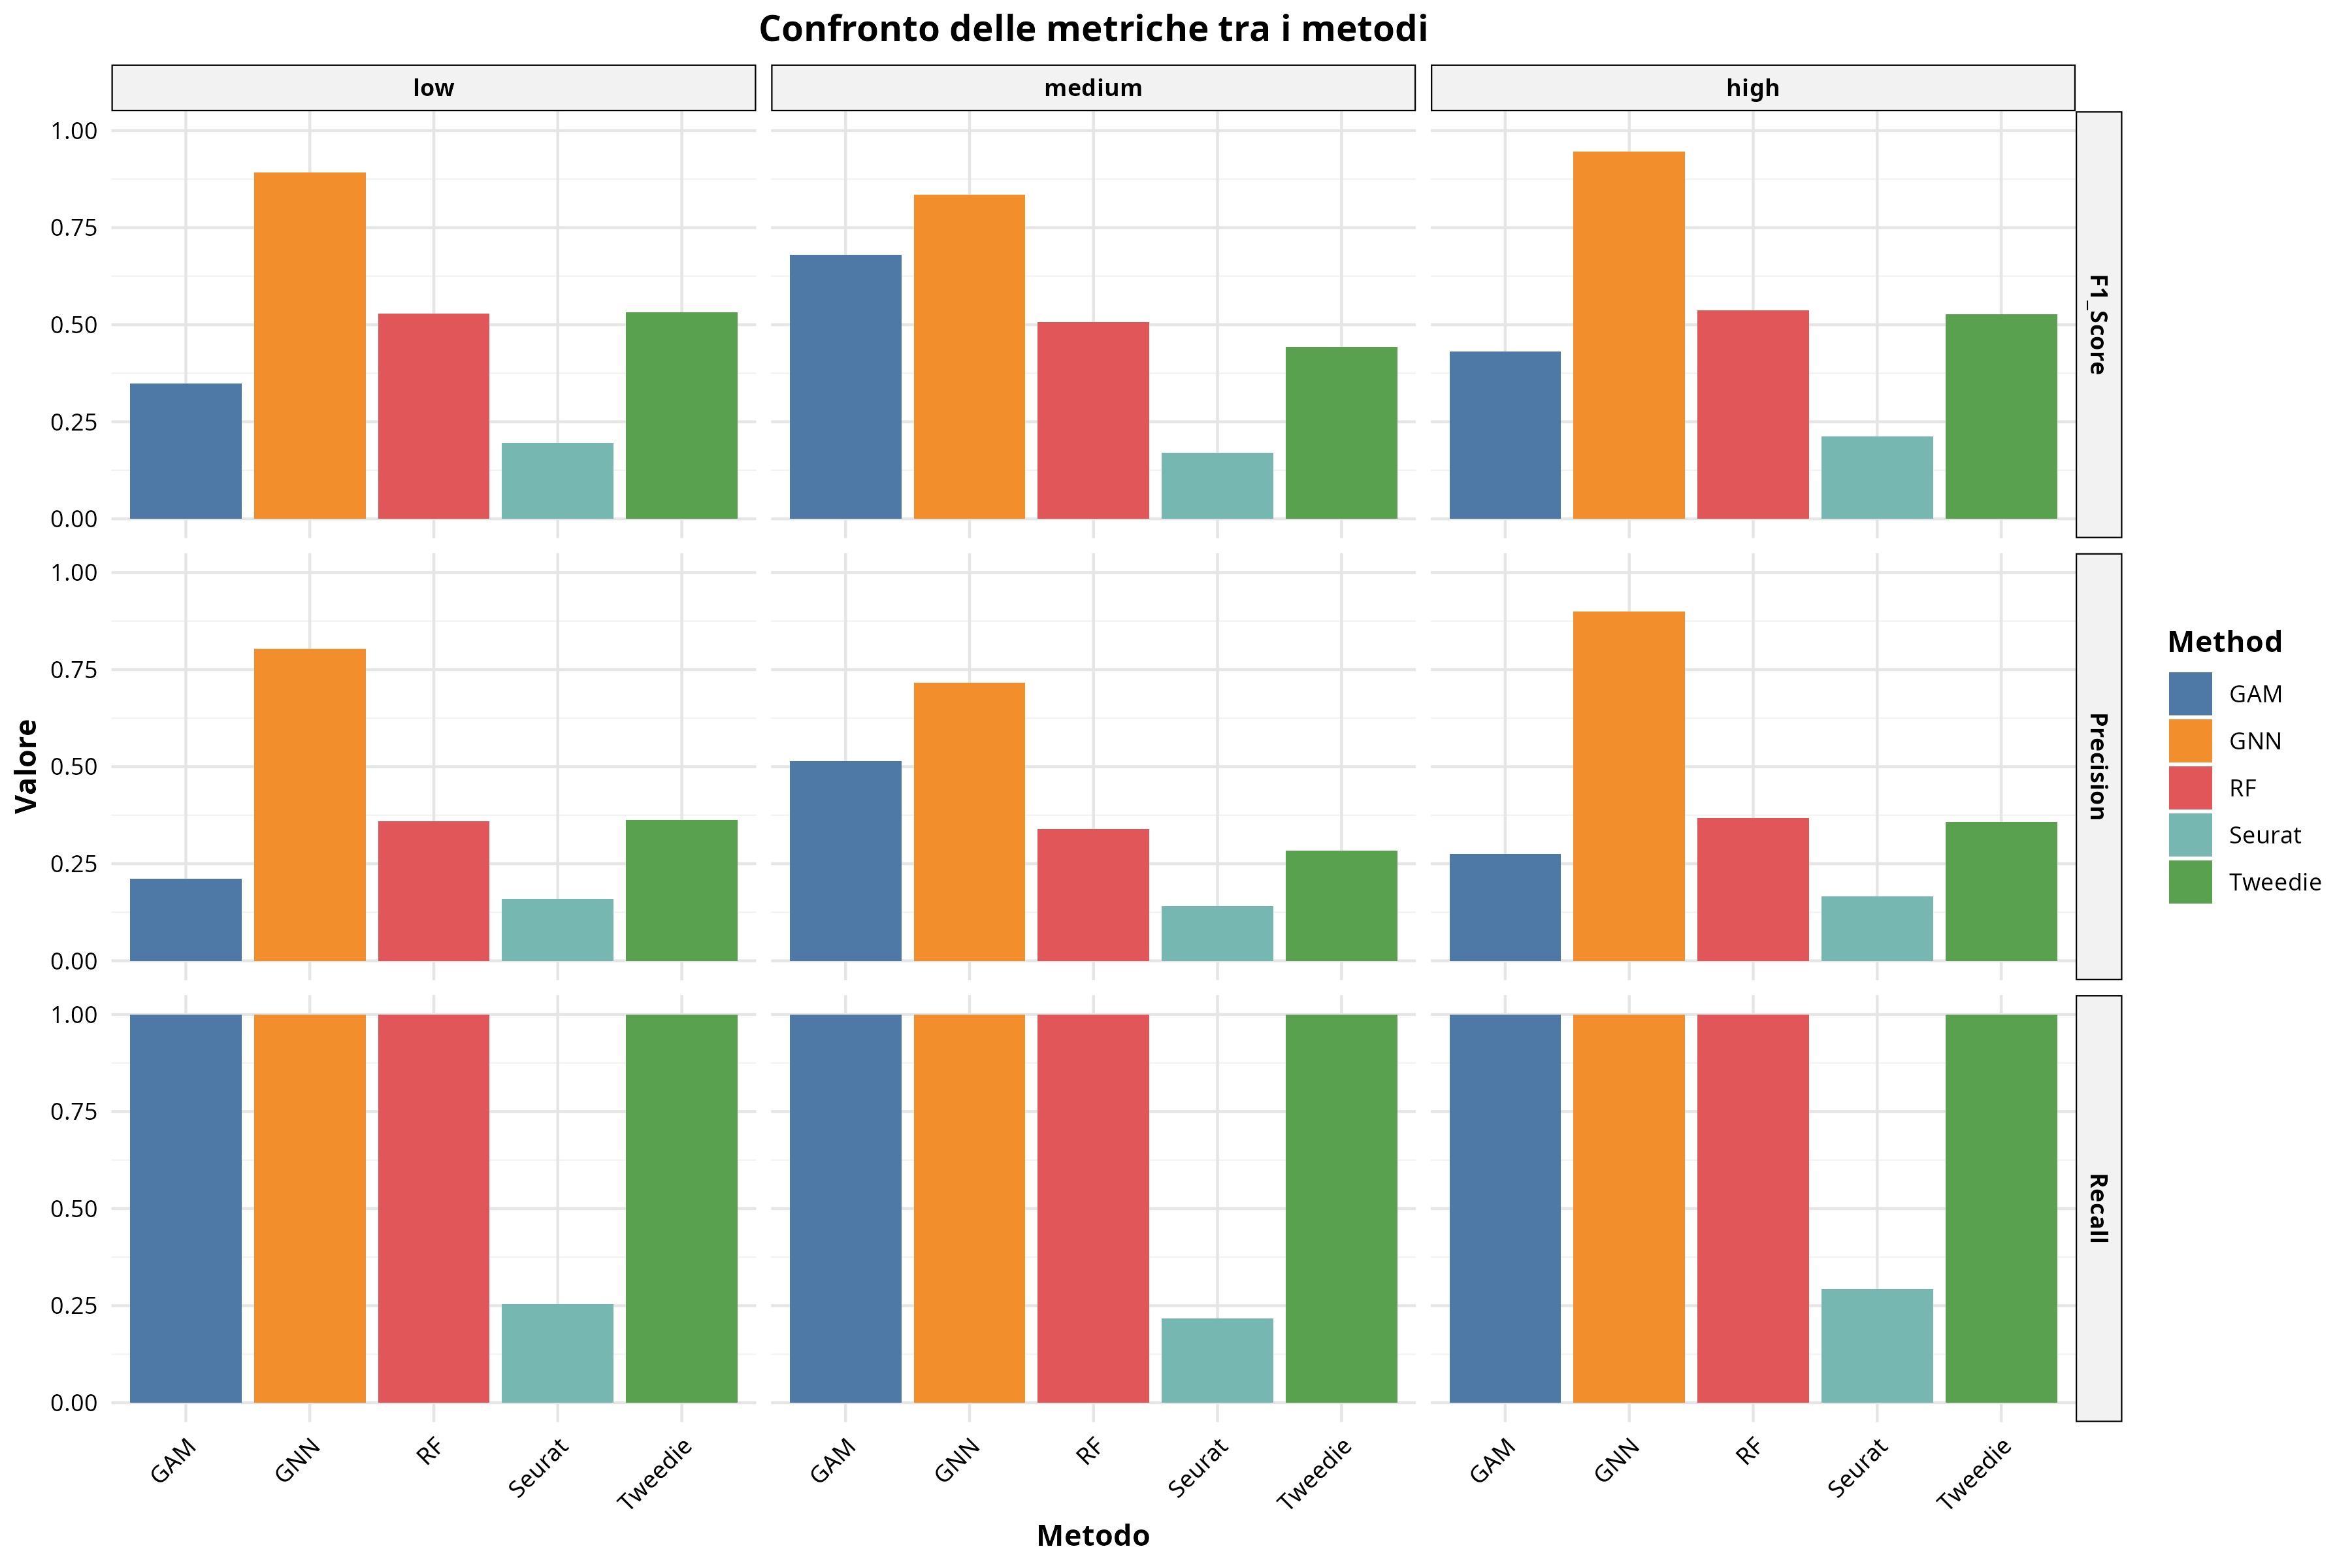 Confronto delle metriche tra i metodi
low
medium
high
1.00
0.75
0.50
0.25
0.00
F1_Score
1.00
0.75
0.50
0.25
0.00
Precision
1.00
0.75
0.50
0.25
0.00
Recall
Valore
GAM
GNN
RF
Seurat
Tweedie
GAM
GNN
RF
Seurat
Tweedie
GAM
GNN
RF
Seurat
Tweedie
Metodo
Method
GAM
GNN
RF
Seurat
Tweedie